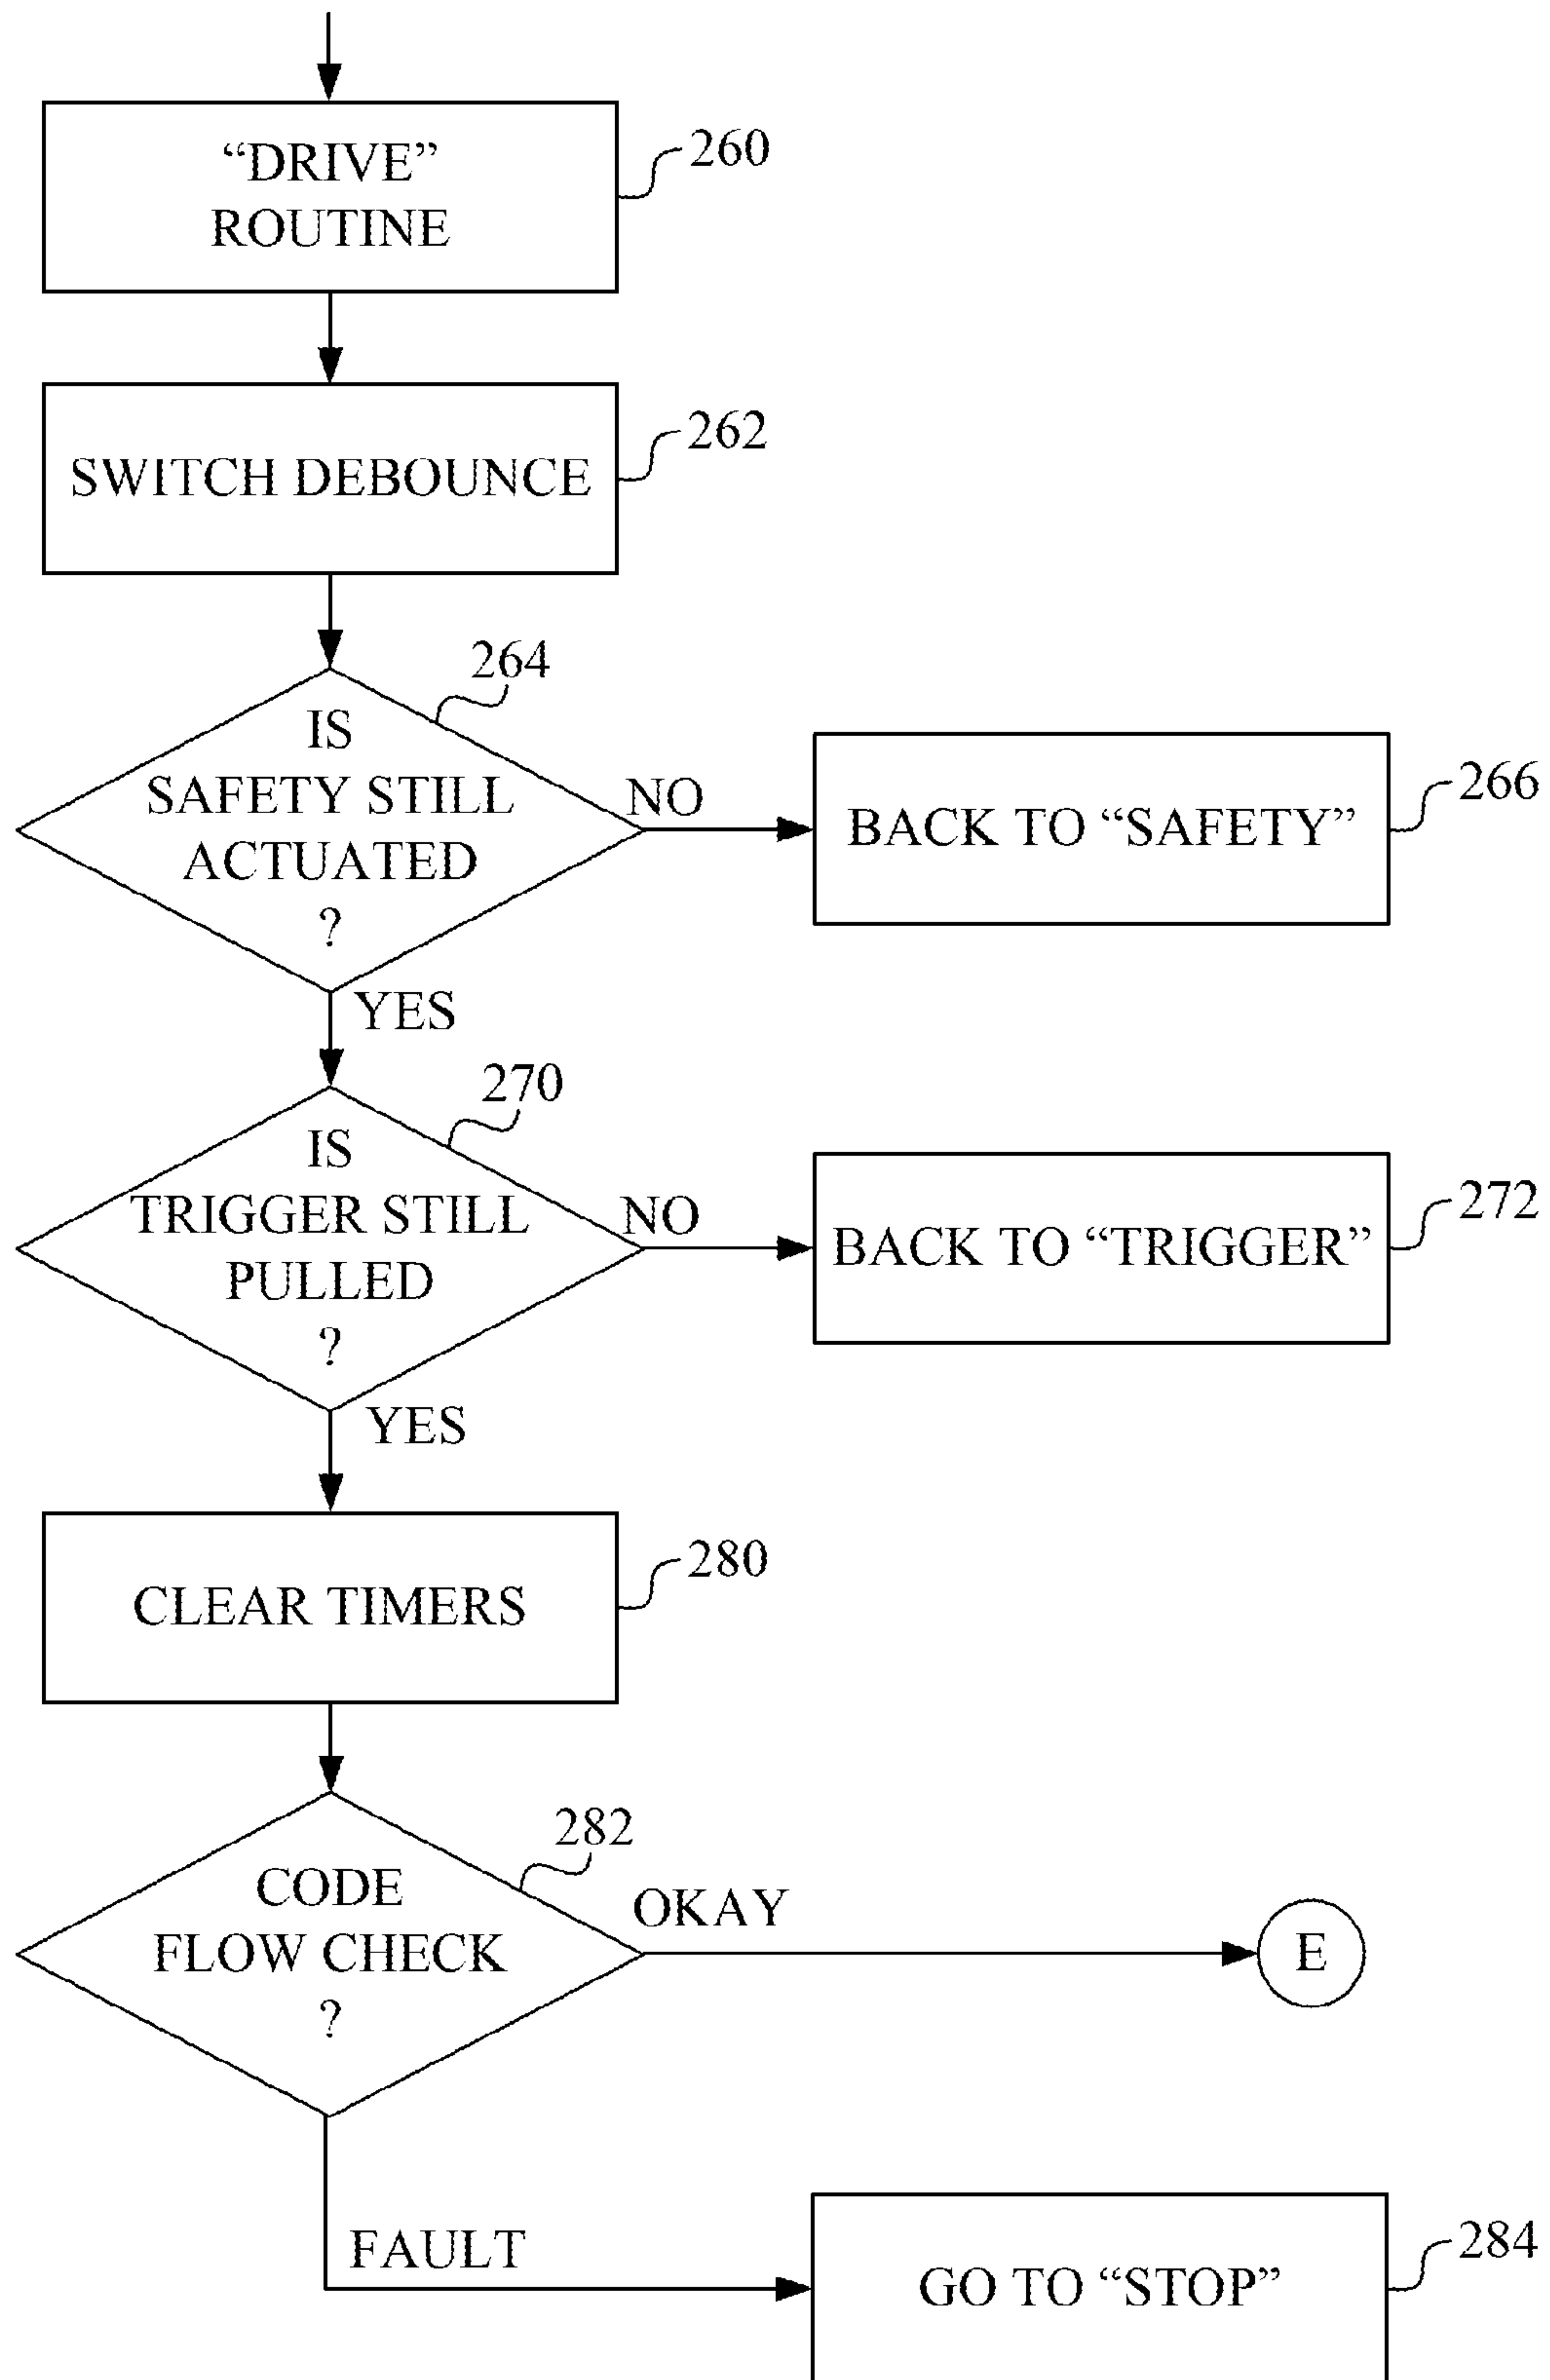 “DRIVE”
ROUTINE
260
SWITCH DEBOUNCE
262
264
IS
SAFETY STILL
ACTUATED
?
NO
BACK TO “SAFETY”
266
YES
270
IS
TRIGGER STILL
PULLED
?
NO
BACK TO “TRIGGER”
272
YES
CLEAR TIMERS
280
282
CODE
FLOW CHECK
?
OKAY
E
FAULT
GO TO “STOP”
284